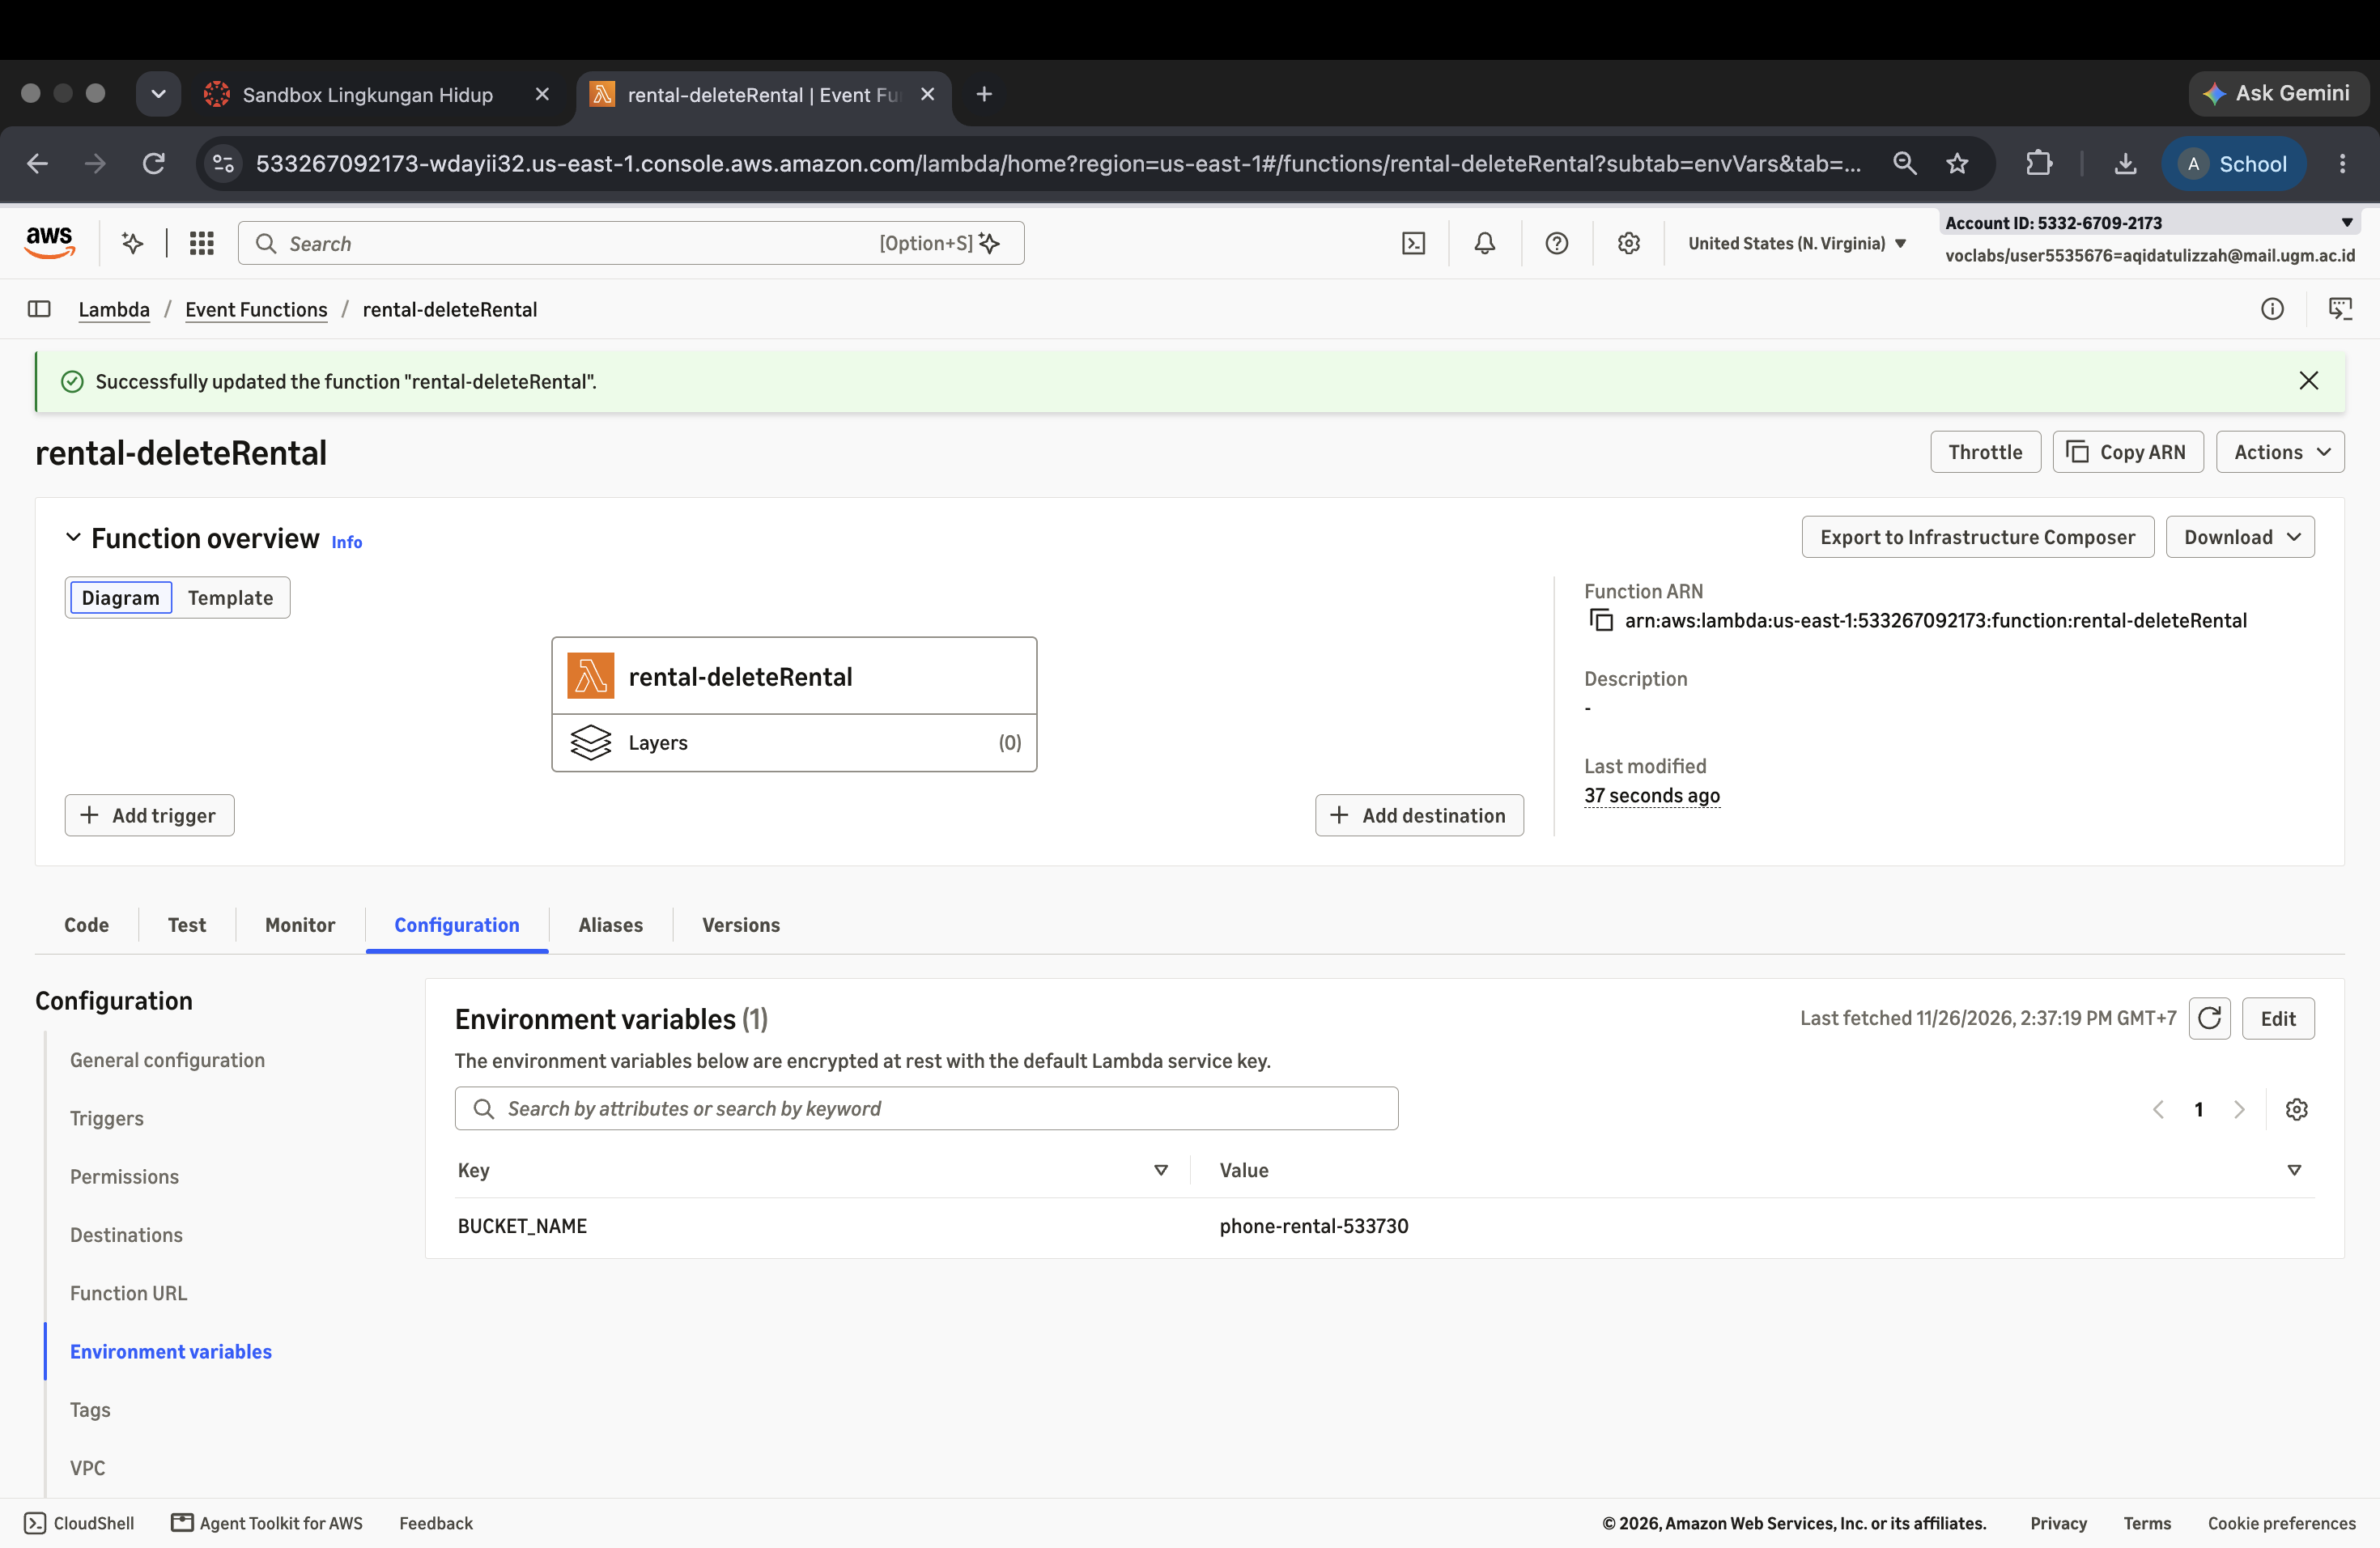 Sandbox Lingkungan Hidup
rental-deleteRental | Event Fu
Ask Gemini
533267092173-wdayii32.us-east-1.console.aws.amazon.com/lambda/home?region=us-east-1#/functions/rental-deleteRental?subtab=envVars&tab=...
A School
aws
Search [Option+S]
United States (N. Virginia)
Account ID: 5332-6709-2173
voclabs/user5535676=aqidatulizzah@mail.ugm.ac.id
Lambda / Event Functions / rental-deleteRental
Successfully updated the function "rental-deleteRental".
rental-deleteRental
Throttle Copy ARN Actions
Function overview Info
Export to Infrastructure Composer Download
Diagram Template
rental-deleteRental
Layers (0)
Add trigger
Add destination
Function ARN
arn:aws:lambda:us-east-1:533267092173:function:rental-deleteRental
Description
-
Last modified
37 seconds ago
Code Test Monitor Configuration Aliases Versions
Configuration
General configuration
Triggers
Permissions
Destinations
Function URL
Environment variables
Tags
VPC
Environment variables (1)
Last fetched 11/26/2026, 2:37:19 PM GMT+7
Edit
The environment variables below are encrypted at rest with the default Lambda service key.
Search by attributes or search by keyword
1
Key Value
BUCKET_NAME phone-rental-533730
CloudShell Agent Toolkit for AWS Feedback
© 2026, Amazon Web Services, Inc. or its affiliates. Privacy Terms Cookie preferences